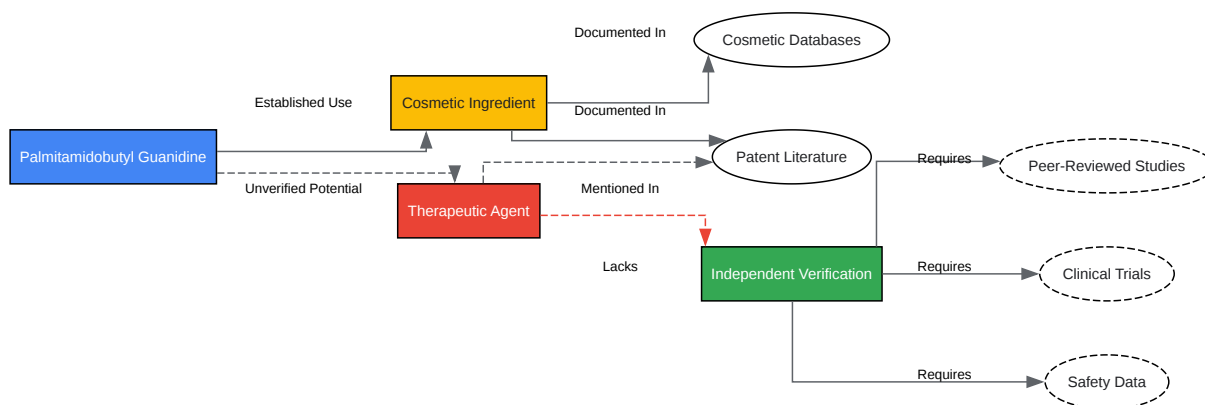 Documented In
Cosmetic Databases
Established Use
Cosmetic Ingredient
Documented In
Palmitamidobutyl Guanidine
Patent Literature
Requires
Peer-Reviewed Studies
Unverified Potential
Mentioned In
Therapeutic Agent
Lacks
Independent Verification
Requires
Clinical Trials
Requires
Safety Data